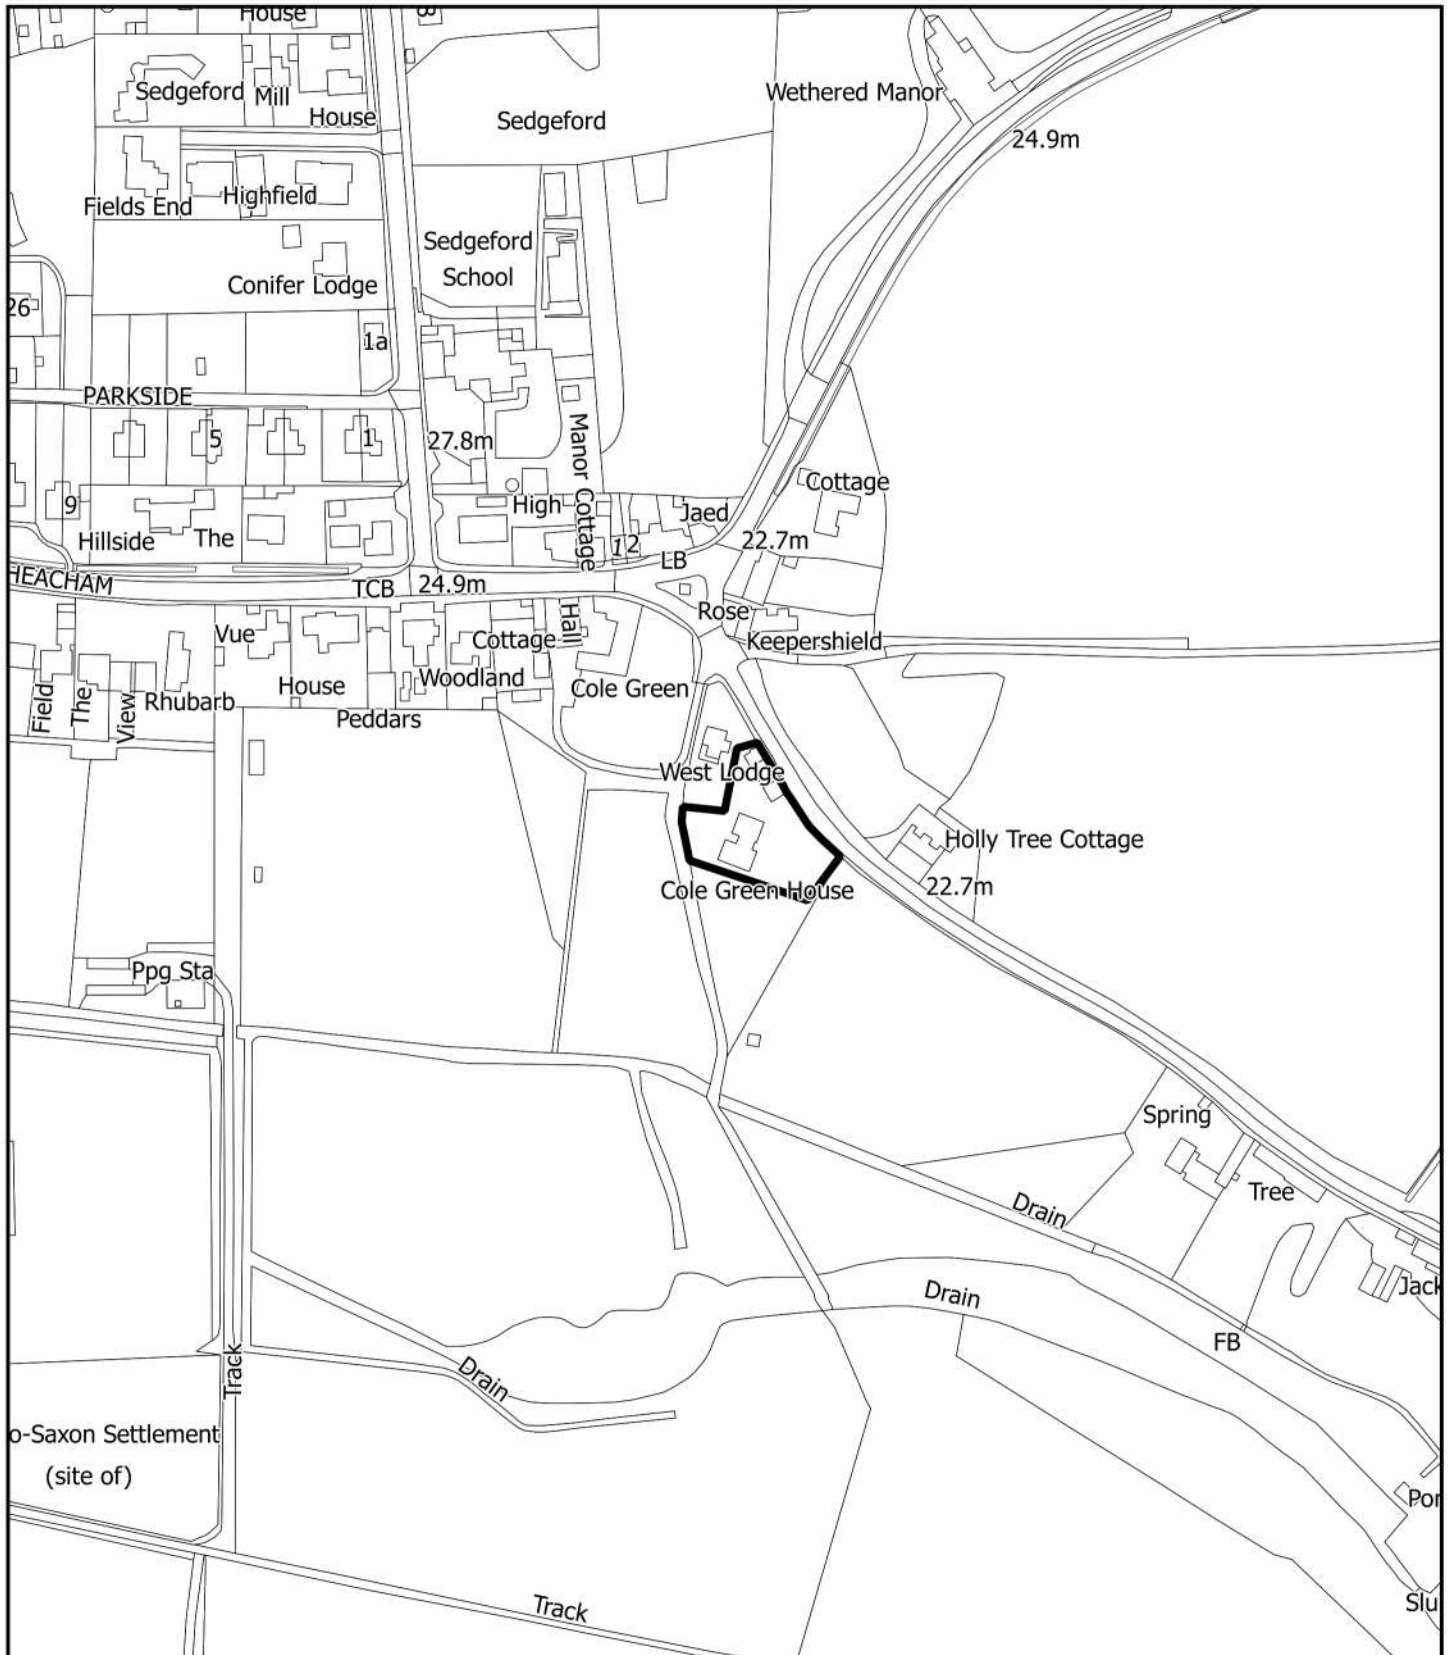 House
B
Sedgeford
Mill
House
Sedgeford
Wethered Manor
24.9m
Fields End
Highfield
Sedgeford
School
Conifer Lodge
26
1a
PARKSIDE
5
1
27.8m
Manor Cottage
Cottage
9
High
Jaed
Hillside
The
1
2
22.7m
LB
HEACHAM
TCB
24.9m
Rose
Hall
Vue
Cottage
Keepershield
Woodland
House
Cole Green
Field
The
View
Rhubarb
Peddars
West Lodge
Holly Tree Cottage
22.7m
Cole Green House
Ppg Sta
Spring
Tree
Drain
Drain
Jack
FB
Track
Drain
o-Saxon Settlement
(site of)
Por
Slu
Track